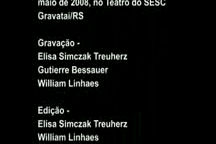 maio de 2008, no Teatro do SESC
Gravataí/RS
Gravação -
Elisa Simczak Treuherz
Gutierre Bessauer
William Linhaes
Edição -
Elisa Simczak Treuherz
William Linhaes